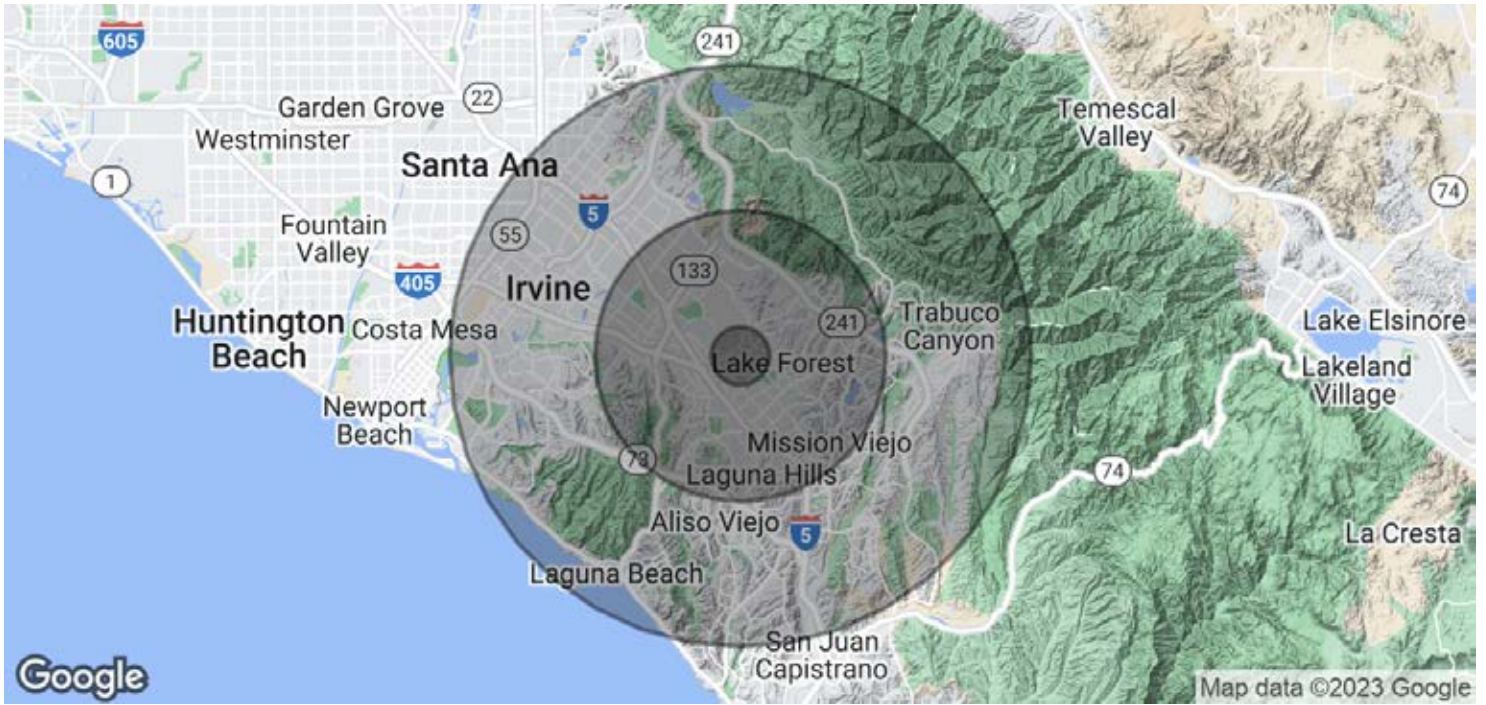 605
241
Garden Grove
22
Westminster
Temescal
Valley
Santa Ana
1
74
5
Fountain
Valley
55
133
405
Irvine
Huntington
Beach
Costa Mesa
241
Trabuco
Canyon
Lake Elsinore
Lake Forest
Lakeland
Village
Newport
Beach
Mission Viejo
73
Laguna Hills
74
Aliso Viejo
5
La Cresta
Laguna Beach
San Juan
Capistrano
Google
Map data ©2023 Google